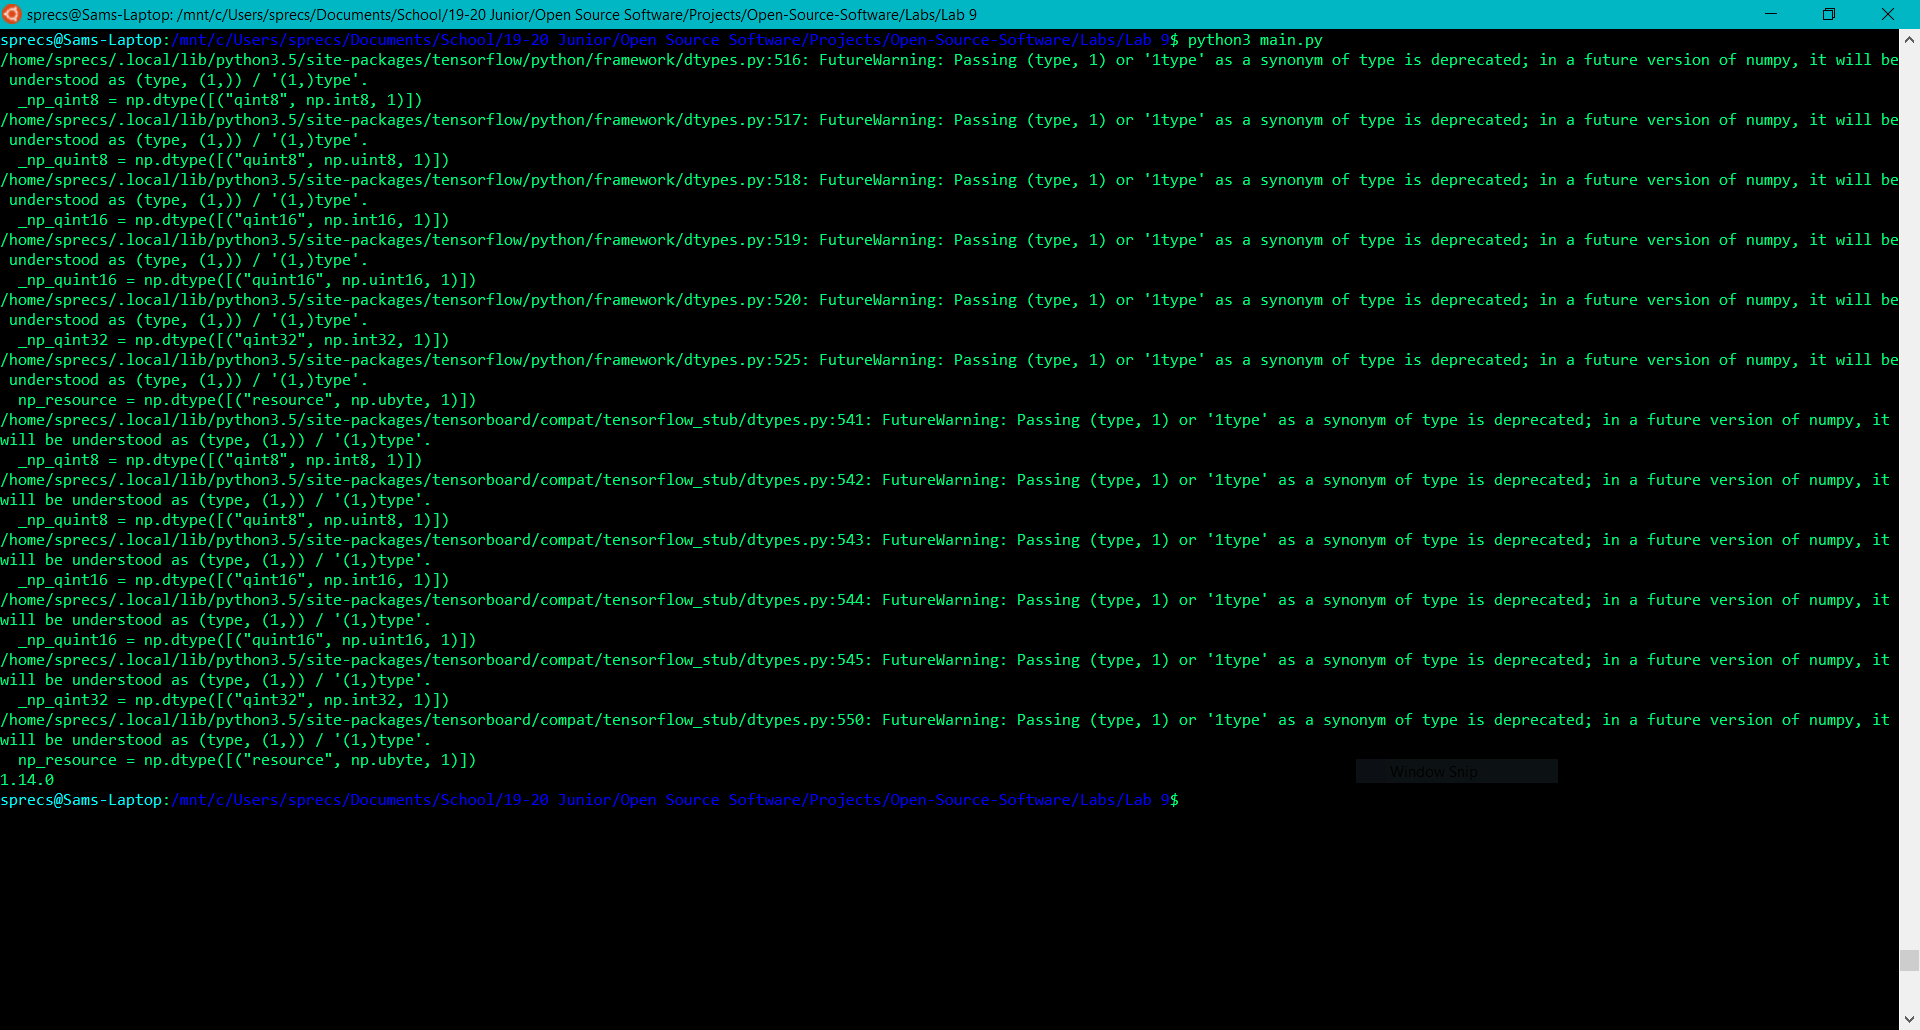 sprecs@Sams-Laptop: /mnt/c/Users/sprecs/Documents/School/19-20 Junior/Open Source Software/Projects/Open-Source-Software/Labs/Lab 9
sprecs@Sams-Laptop:/mnt/c/Users/sprecs/Documents/School/19-20 Junior/Open Source Software/Projects/Open-Source-Software/Labs/Lab 9$ python3 main.py
/home/sprecs/.local/lib/python3.5/site-packages/tensorflow/python/framework/dtypes.py:516: FutureWarning: Passing (type, 1) or '1type' as a synonym of type is deprecated; in a future version of numpy, it will be
 understood as (type, (1,)) / '(1,)type'.
  _np_qint8 = np.dtype([("qint8", np.int8, 1)])
/home/sprecs/.local/lib/python3.5/site-packages/tensorflow/python/framework/dtypes.py:517: FutureWarning: Passing (type, 1) or '1type' as a synonym of type is deprecated; in a future version of numpy, it will be
 understood as (type, (1,)) / '(1,)type'.
  _np_quint8 = np.dtype([("quint8", np.uint8, 1)])
/home/sprecs/.local/lib/python3.5/site-packages/tensorflow/python/framework/dtypes.py:518: FutureWarning: Passing (type, 1) or '1type' as a synonym of type is deprecated; in a future version of numpy, it will be
 understood as (type, (1,)) / '(1,)type'.
  _np_qint16 = np.dtype([("qint16", np.int16, 1)])
/home/sprecs/.local/lib/python3.5/site-packages/tensorflow/python/framework/dtypes.py:519: FutureWarning: Passing (type, 1) or '1type' as a synonym of type is deprecated; in a future version of numpy, it will be
 understood as (type, (1,)) / '(1,)type'.
  _np_quint16 = np.dtype([("quint16", np.uint16, 1)])
/home/sprecs/.local/lib/python3.5/site-packages/tensorflow/python/framework/dtypes.py:520: FutureWarning: Passing (type, 1) or '1type' as a synonym of type is deprecated; in a future version of numpy, it will be
 understood as (type, (1,)) / '(1,)type'.
  _np_qint32 = np.dtype([("qint32", np.int32, 1)])
/home/sprecs/.local/lib/python3.5/site-packages/tensorflow/python/framework/dtypes.py:525: FutureWarning: Passing (type, 1) or '1type' as a synonym of type is deprecated; in a future version of numpy, it will be
 understood as (type, (1,)) / '(1,)type'.
  np_resource = np.dtype([("resource", np.ubyte, 1)])
/home/sprecs/.local/lib/python3.5/site-packages/tensorboard/compat/tensorflow_stub/dtypes.py:541: FutureWarning: Passing (type, 1) or '1type' as a synonym of type is deprecated; in a future version of numpy, it
will be understood as (type, (1,)) / '(1,)type'.
  _np_qint8 = np.dtype([("qint8", np.int8, 1)])
/home/sprecs/.local/lib/python3.5/site-packages/tensorboard/compat/tensorflow_stub/dtypes.py:542: FutureWarning: Passing (type, 1) or '1type' as a synonym of type is deprecated; in a future version of numpy, it
will be understood as (type, (1,)) / '(1,)type'.
  _np_quint8 = np.dtype([("quint8", np.uint8, 1)])
/home/sprecs/.local/lib/python3.5/site-packages/tensorboard/compat/tensorflow_stub/dtypes.py:543: FutureWarning: Passing (type, 1) or '1type' as a synonym of type is deprecated; in a future version of numpy, it
will be understood as (type, (1,)) / '(1,)type'.
  _np_qint16 = np.dtype([("qint16", np.int16, 1)])
/home/sprecs/.local/lib/python3.5/site-packages/tensorboard/compat/tensorflow_stub/dtypes.py:544: FutureWarning: Passing (type, 1) or '1type' as a synonym of type is deprecated; in a future version of numpy, it
will be understood as (type, (1,)) / '(1,)type'.
  _np_quint16 = np.dtype([("quint16", np.uint16, 1)])
/home/sprecs/.local/lib/python3.5/site-packages/tensorboard/compat/tensorflow_stub/dtypes.py:545: FutureWarning: Passing (type, 1) or '1type' as a synonym of type is deprecated; in a future version of numpy, it
will be understood as (type, (1,)) / '(1,)type'.
  _np_qint32 = np.dtype([("qint32", np.int32, 1)])
/home/sprecs/.local/lib/python3.5/site-packages/tensorboard/compat/tensorflow_stub/dtypes.py:550: FutureWarning: Passing (type, 1) or '1type' as a synonym of type is deprecated; in a future version of numpy, it
will be understood as (type, (1,)) / '(1,)type'.
  np_resource = np.dtype([("resource", np.ubyte, 1)])
Window Snip
1.14.0
sprecs@Sams-Laptop:/mnt/c/Users/sprecs/Documents/School/19-20 Junior/Open Source Software/Projects/Open-Source-Software/Labs/Lab 9$